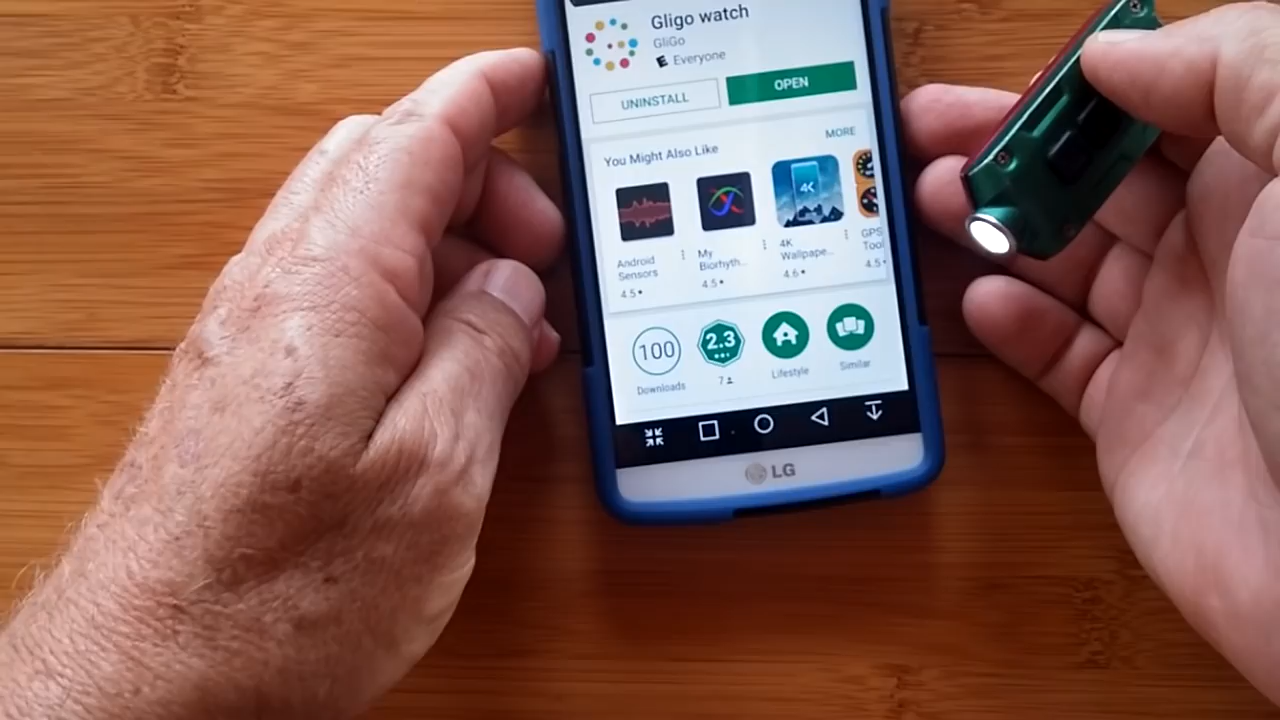 Gligo watch
GliGo
E Everyone
UNINSTALL
OPEN
You Might Also Like
MORE
Android
Sensors
4.5
My
Biorhyth...
4.5
4K
4K
Wallpape...
4.6
GPS
Tool
4.5
100
Downloads
2.3
7
Lifestyle
Similar
LG